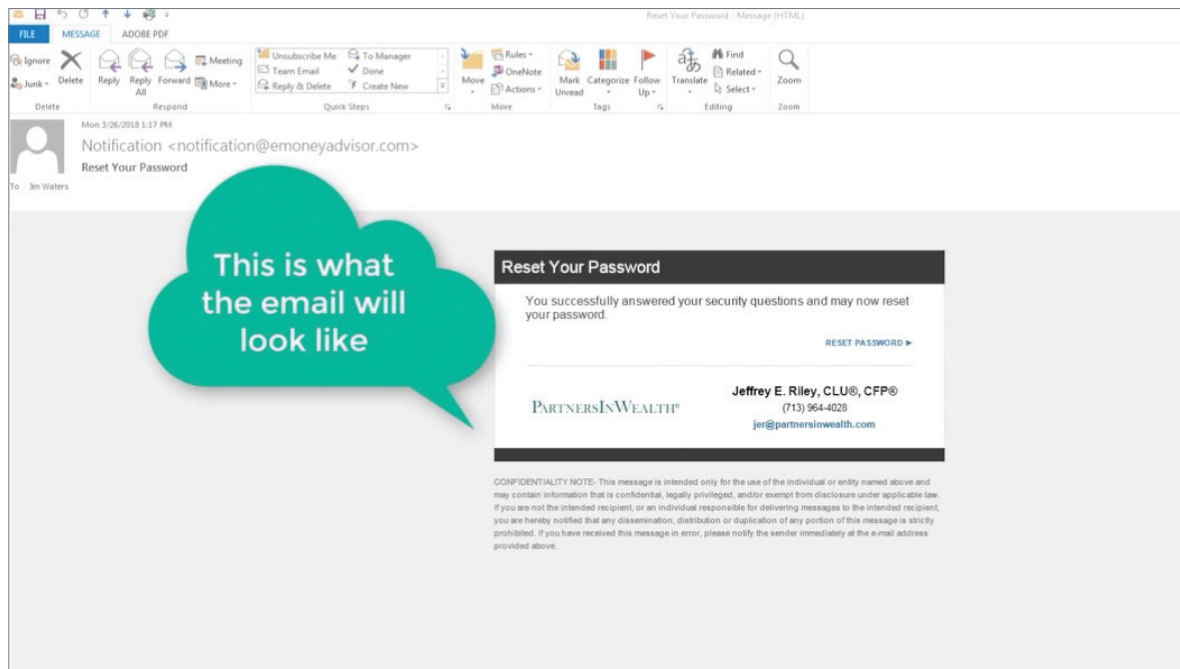 Reset Your Password - Message (HTML)
FILE MESSAGE ADOBE PDF
Ignore
Junk
Delete
Reply
Reply All
Forward
Meeting
More
Unsubscribe Me
Team Email
Reply & Delete
To Manager
Done
Create New
Move
Rules
OneNote
Actions
Mark Unread
Categorize
Follow Up
Translate
Find
Related
Select
Zoom
Delete Respond Quick Steps Move Tags Editing Zoom
Mon 3/26/2018 1:17 PM
Notification <notification@emoneyadvisor.com>
Reset Your Password
To Jim Waters
This is what
the email will
look like
Reset Your Password
You successfully answered your security questions and may now reset
your password.
RESET PASSWORD ►
PARTNERSINWEALTH®
Jeffrey E. Riley, CLU®, CFP®
(713) 964-4028
jer@partnersinwealth.com
CONFIDENTIALITY NOTE- This message is intended only for the use of the individual or entity named above and
may contain information that is confidential, legally privileged, and/or exempt from disclosure under applicable law.
If you are not the intended recipient, or an individual responsible for delivering messages to the intended recipient,
you are hereby notified that any dissemination, distribution or duplication of any portion of this message is strictly
prohibited. If you have received this message in error, please notify the sender immediately at the e-mail address
provided above.